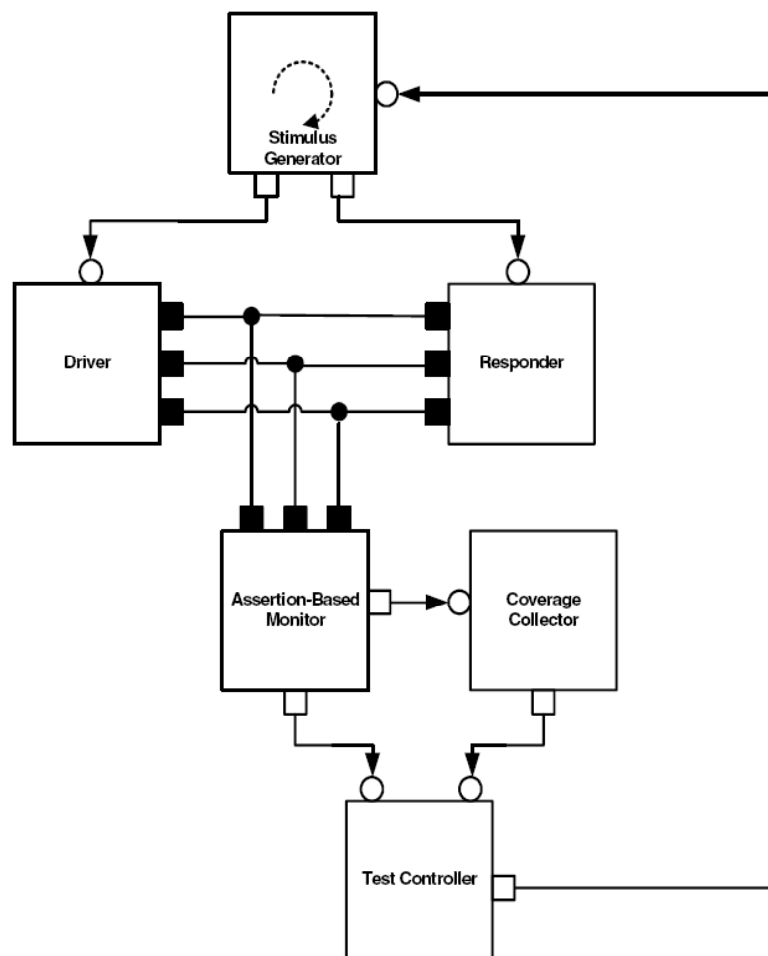 Stimulus
Generator
Driver
Responder
Assertion-Based
Monitor
Coverage
Collector
Test Controller